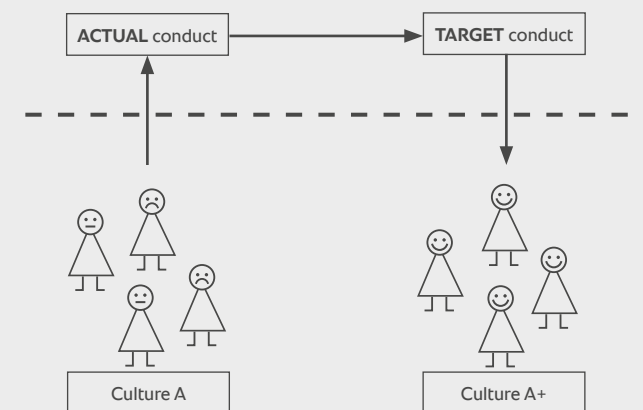 ACTUAL conduct
TARGET conduct
Culture A
Culture A+